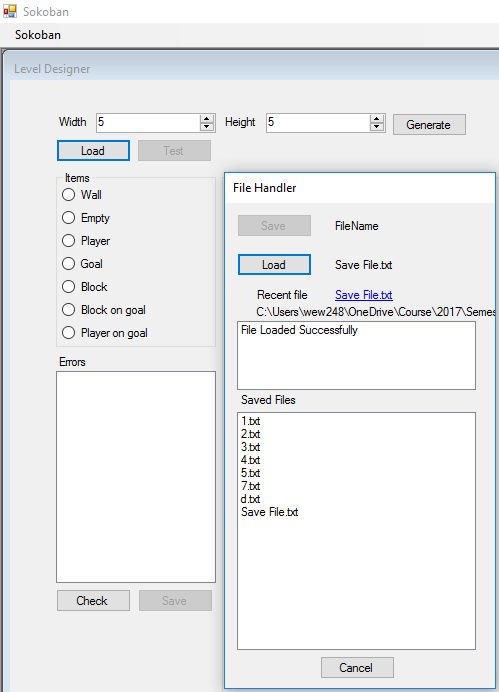 Sokoban
Sokoban
Level Designer
Width 5 Height 5 Generate
Load Test
Items
Wall
Empty
Player
Goal
Block
Block on goal
Player on goal
Errors
Check Save
File Handler
Save FileName
Load Save File.txt
Recent file Save File.txt
C:\Users\wew248\OneDrive\Course\2017\Semes
File Loaded Successfully
Saved Files
1.txt
2.txt
3.txt
4.txt
5.txt
7.txt
d.txt
Save File.txt
Cancel